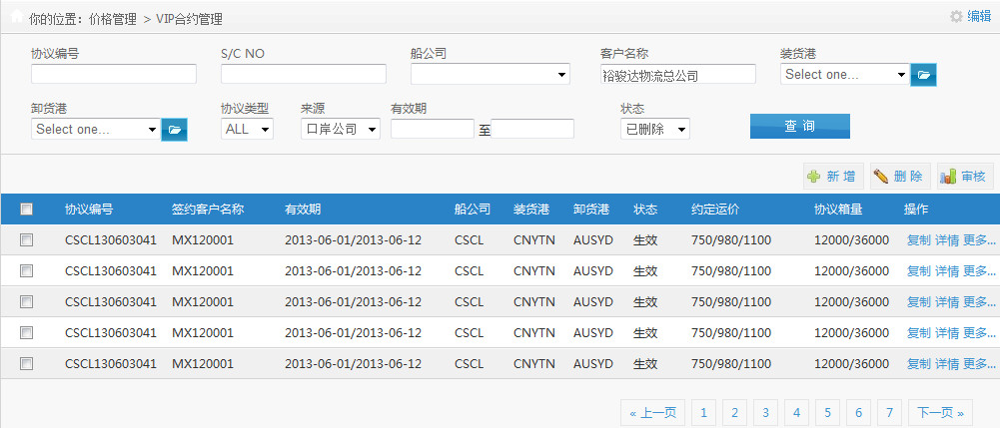 你的位置：价格管理 > VIP合约管理 编辑
协议编号 S/C NO 船公司 客户名称 装货港
裕骏达物流总公司 Select one...
卸货港 协议类型 来源 有效期 状态
Select one... ALL 口岸公司 至 已删除 查 询
新 增 删 除 审核
协议编号 签约客户名称 有效期 船公司 装货港 卸货港 状态 约定运价 协议箱量 操作
CSCL130603041 MX120001 2013-06-01/2013-06-12 CSCL CNYTN AUSYD 生效 750/980/1100 12000/36000 复制 详情 更多...
CSCL130603041 MX120001 2013-06-01/2013-06-12 CSCL CNYTN AUSYD 生效 750/980/1100 12000/36000 复制 详情 更多...
CSCL130603041 MX120001 2013-06-01/2013-06-12 CSCL CNYTN AUSYD 生效 750/980/1100 12000/36000 复制 详情 更多...
CSCL130603041 MX120001 2013-06-01/2013-06-12 CSCL CNYTN AUSYD 生效 750/980/1100 12000/36000 复制 详情 更多...
CSCL130603041 MX120001 2013-06-01/2013-06-12 CSCL CNYTN AUSYD 生效 750/980/1100 12000/36000 复制 详情 更多...
« 上一页 1 2 3 4 5 6 7 下一页 »